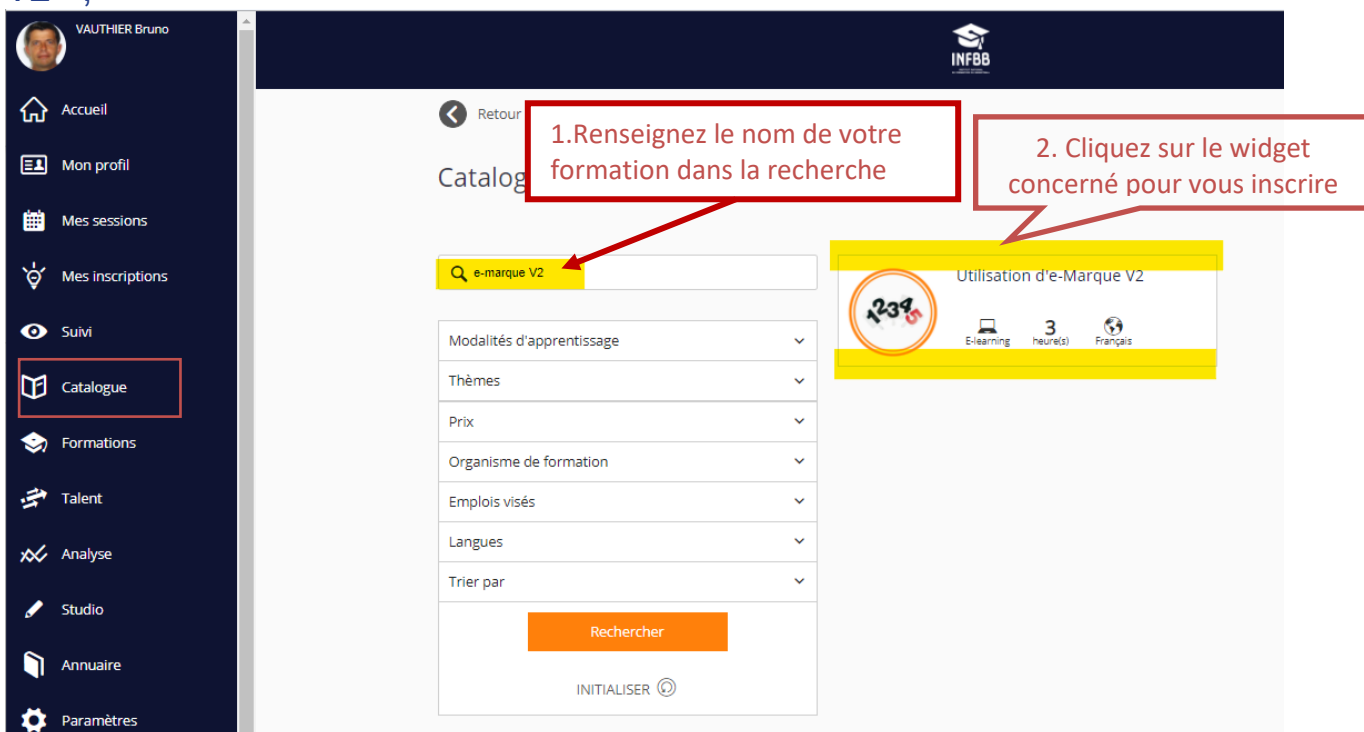 VAUTHIER Bruno
INFBB
Accueil
Mon profil
Mes sessions
Mes inscriptions
Suivi
Catalogue
Formations
Talent
Analyse
Studio
Annuaire
Paramètres
Retour
Catalog
1.Renseignez le nom de votre
formation dans la recherche
2. Cliquez sur le widget
concerné pour vous inscrire
e-marque V2
Modalités d'apprentissage
Thèmes
Prix
Organisme de formation
Emplois visés
Langues
Trier par
Rechercher
INITIALISER
12345
Utilisation d'e-Marque V2
3
E-learning heure(s) Français